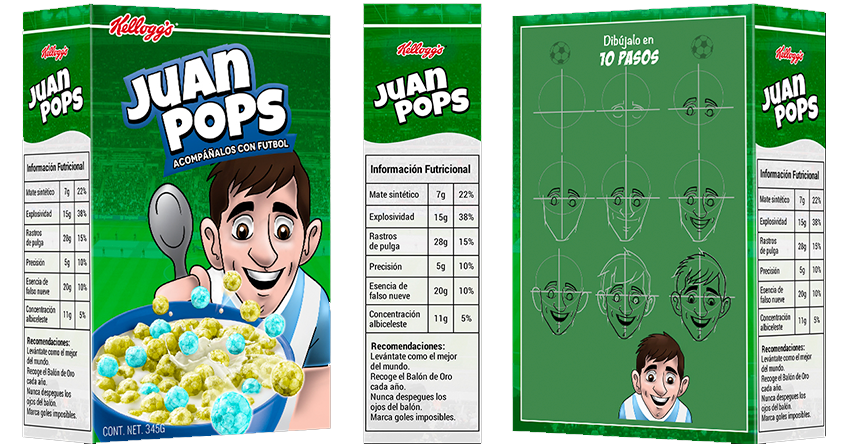 Kellogg's
JUAN
POPS
Información Futricional
Mate sintético 7g 22%
Explosividad 15g 38%
Rastros
de pulga 28g 15%
Precisión 5g 10%
Esencia de
falso nueve 20g 10%
Concentración
albiceleste 11g 5%
Recomendaciones:
Levántate como el mejor
del mundo.
Recoge el Balón de Oro
cada año.
Nunca despegues los
ojos del balón.
Marca goles imposibles.
Kellogg's
JUAN
POPS
ACOMPÁÑALOS CON FUTBOL
CONT. NET. 345G
Kellogg's
JUAN
POPS
Información Futricional
Mate sintético 7g 22%
Explosividad 15g 38%
Rastros
de pulga 28g 15%
Precisión 5g 10%
Esencia de
falso nueve 20g 10%
Concentración
albiceleste 11g 5%
Recomendaciones:
Levántate como el mejor
del mundo.
Recoge el Balón de Oro
cada año.
Nunca despegues los
ojos del balón.
Marca goles imposibles.
Dibújalo en
10 PASOS
Kellogg's
JUAN
POPS
Información Futricional
Mate sintético 7g 22%
Explosividad 15g 38%
Rastros
de pulga 28g 15%
Precisión 5g 10%
Esencia de
falso nueve 20g 10%
Concentración
albiceleste 11g 5%
Recomendaciones:
Levántate como el mejor
del mundo.
Recoge el Balón de Oro
cada año.
Nunca despegues los
ojos del balón.
Marca goles imposibles.